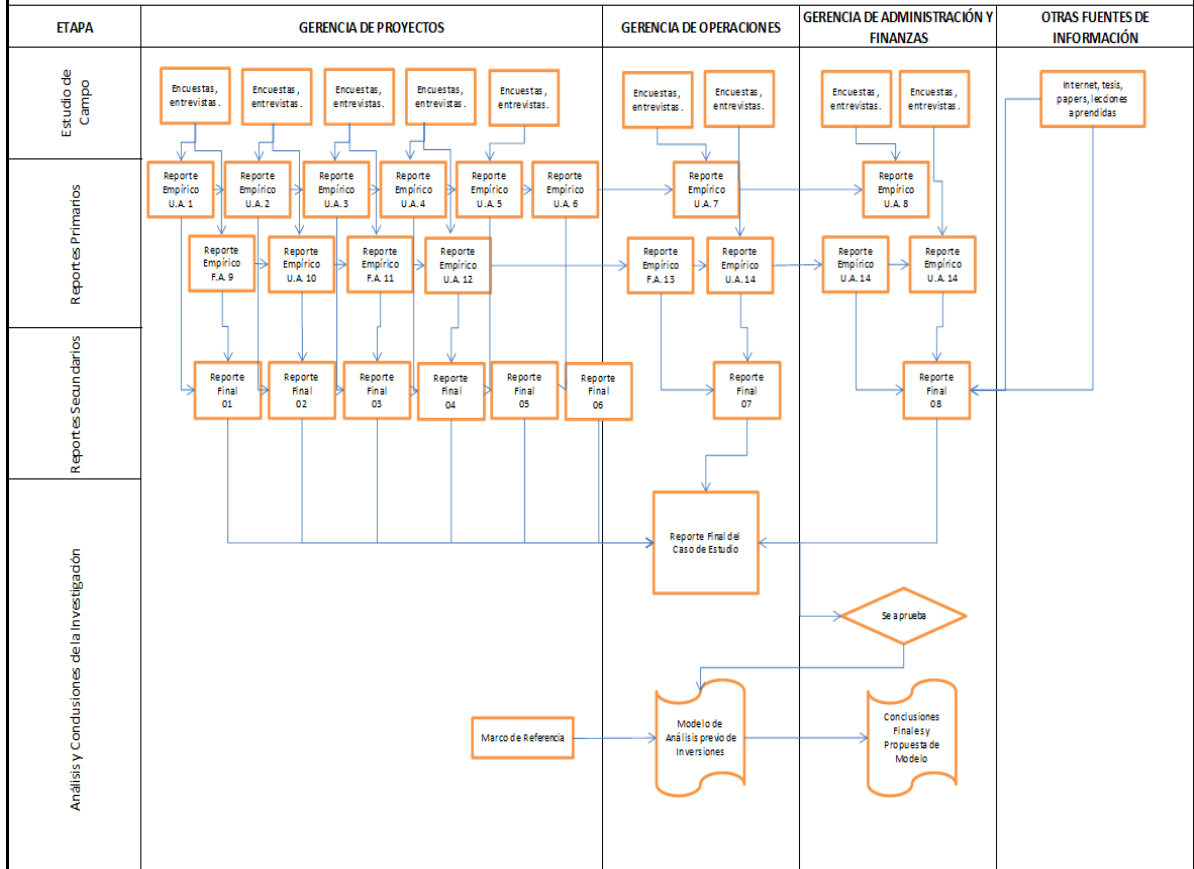 ETAPA
GERENCIA DE PROYECTOS
GERENCIA DE OPERACIONES
GERENCIA DE ADMINISTRACIÓN Y
FINANZAS
OTRAS FUENTES DE
INFORMACIÓN
Estudio de
Campo
Encuestas,
entrevistas.
Encuestas,
entrevistas.
Encuestas,
entrevistas.
Encuestas,
entrevistas.
Encuestas,
entrevistas.
Encuestas,
entrevistas.
Encuestas,
entrevistas.
Encuestas,
entrevistas.
Encuestas,
entrevistas.
Internet, tesis,
papers, lecciones
aprendidas
Reportes Primarios
Reporte
Empírico
U.A. 1
Reporte
Empírico
U.A. 2
Reporte
Empírico
U.A. 3
Reporte
Empírico
U.A. 4
Reporte
Empírico
U.A. 5
Reporte
Empírico
U.A. 6
Reporte
Empírico
U.A. 7
Reporte
Empírico
U.A. 8
Reporte
Empírico
F.A. 9
Reporte
Empírico
U.A. 10
Reporte
Empírico
F.A. 11
Reporte
Empírico
U.A. 12
Reporte
Empírico
F.A. 13
Reporte
Empírico
U.A. 14
Reporte
Empírico
U.A. 14
Reporte
Empírico
U.A. 14
Reportes Secundarios
Reporte
Final
01
Reporte
Final
02
Reporte
Final
03
Reporte
Final
04
Reporte
Final
05
Reporte
Final
06
Reporte
Final
07
Reporte
Final
08
Análisis y Conclusiones de la Investigación
Reporte Final del
Caso de Estudio
Se aprueba
Marco de Referencia
Modelo de
Análisis previo de
Inversiones
Conclusiones
Finales y
Propuesta de
Modelo